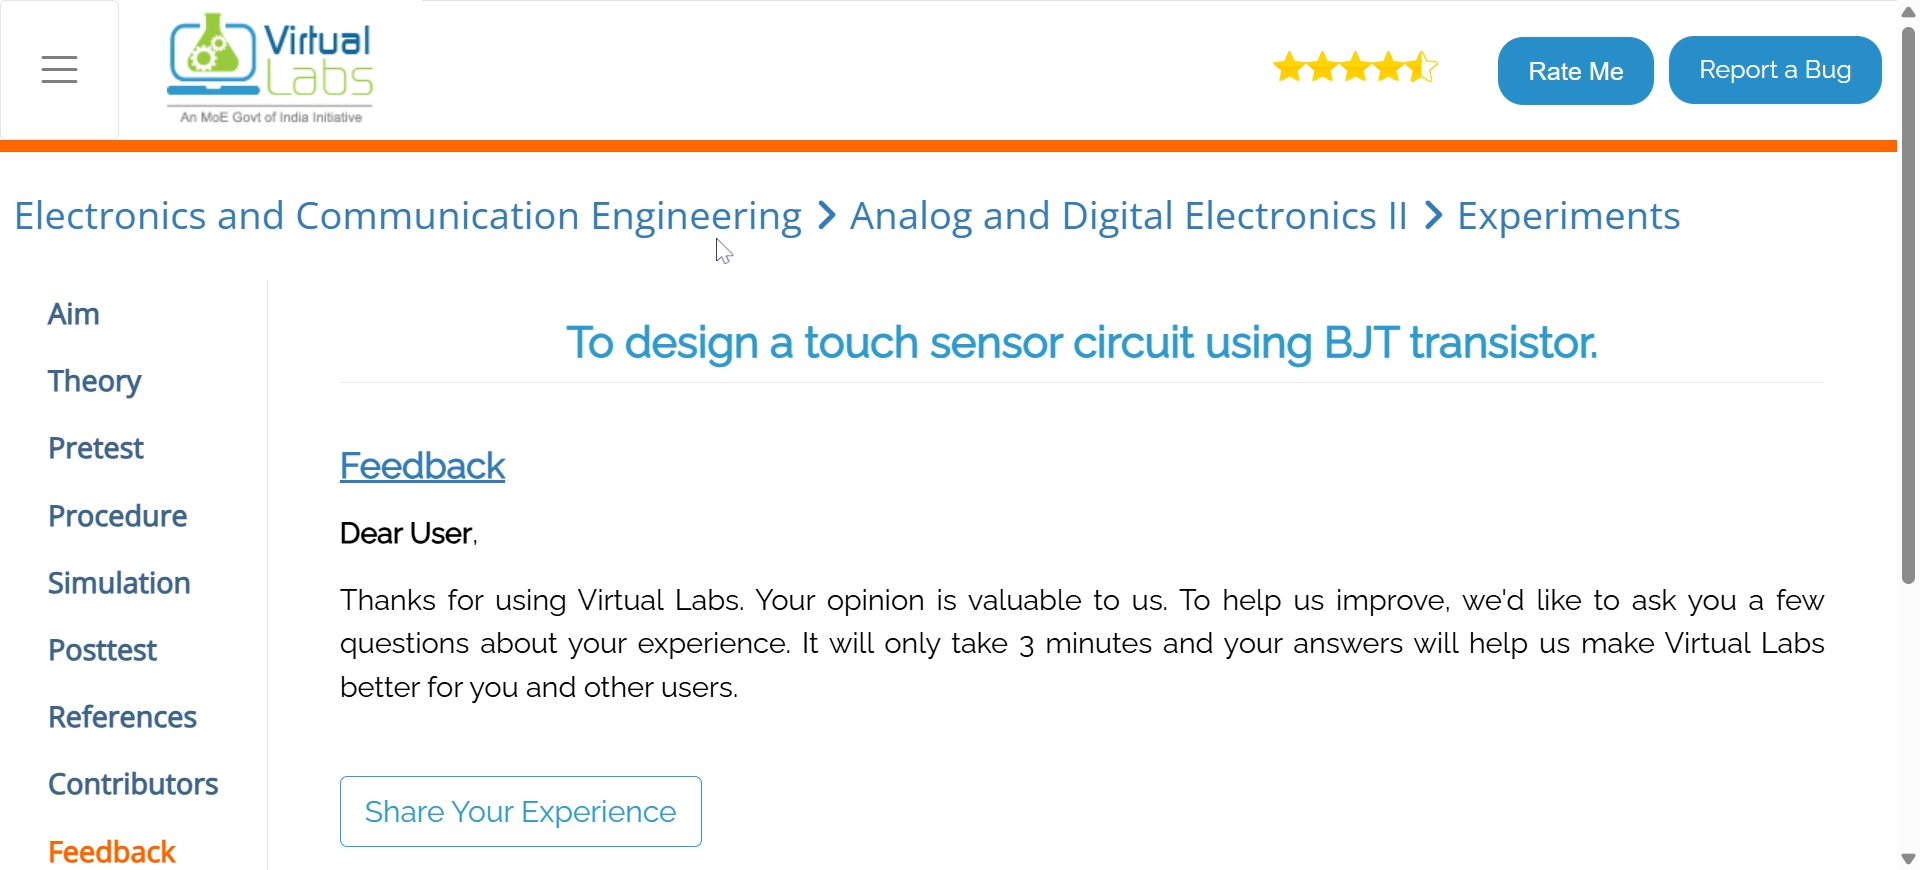 Virtual
Labs
An MoE Govt of India Initiative
Rate Me
Report a Bug
Electronics and Communication Engineering > Analog and Digital Electronics II > Experiments
Aim
Theory
Pretest
Procedure
Simulation
Posttest
References
Contributors
Feedback
To design a touch sensor circuit using BJT transistor.
Feedback
Dear User,
Thanks for using Virtual Labs. Your opinion is valuable to us. To help us improve, we'd like to ask you a few
questions about your experience. It will only take 3 minutes and your answers will help us make Virtual Labs
better for you and other users.
Share Your Experience